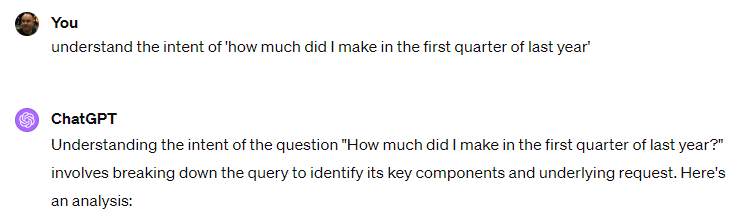 You
understand the intent of 'how much did I make in the first quarter of last year'
ChatGPT
Understanding the intent of the question "How much did I make in the first quarter of last year?"
involves breaking down the query to identify its key components and underlying request. Here's
an analysis: